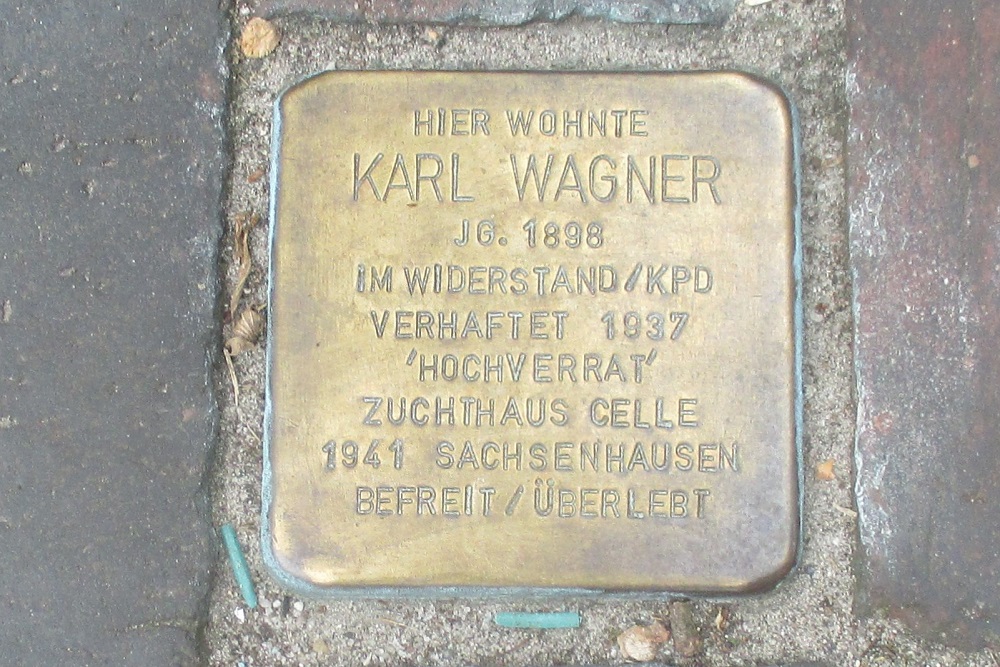 HIER WOHNTE
KARL WAGNER
JG. 1898
IM WIDERSTAND/KPD
VERHAFTET 1937
'HOCHVERRAT'
ZUCHTHAUS CELLE
1941 SACHSENHAUSEN
BEFREIT / ÜBERLEBT